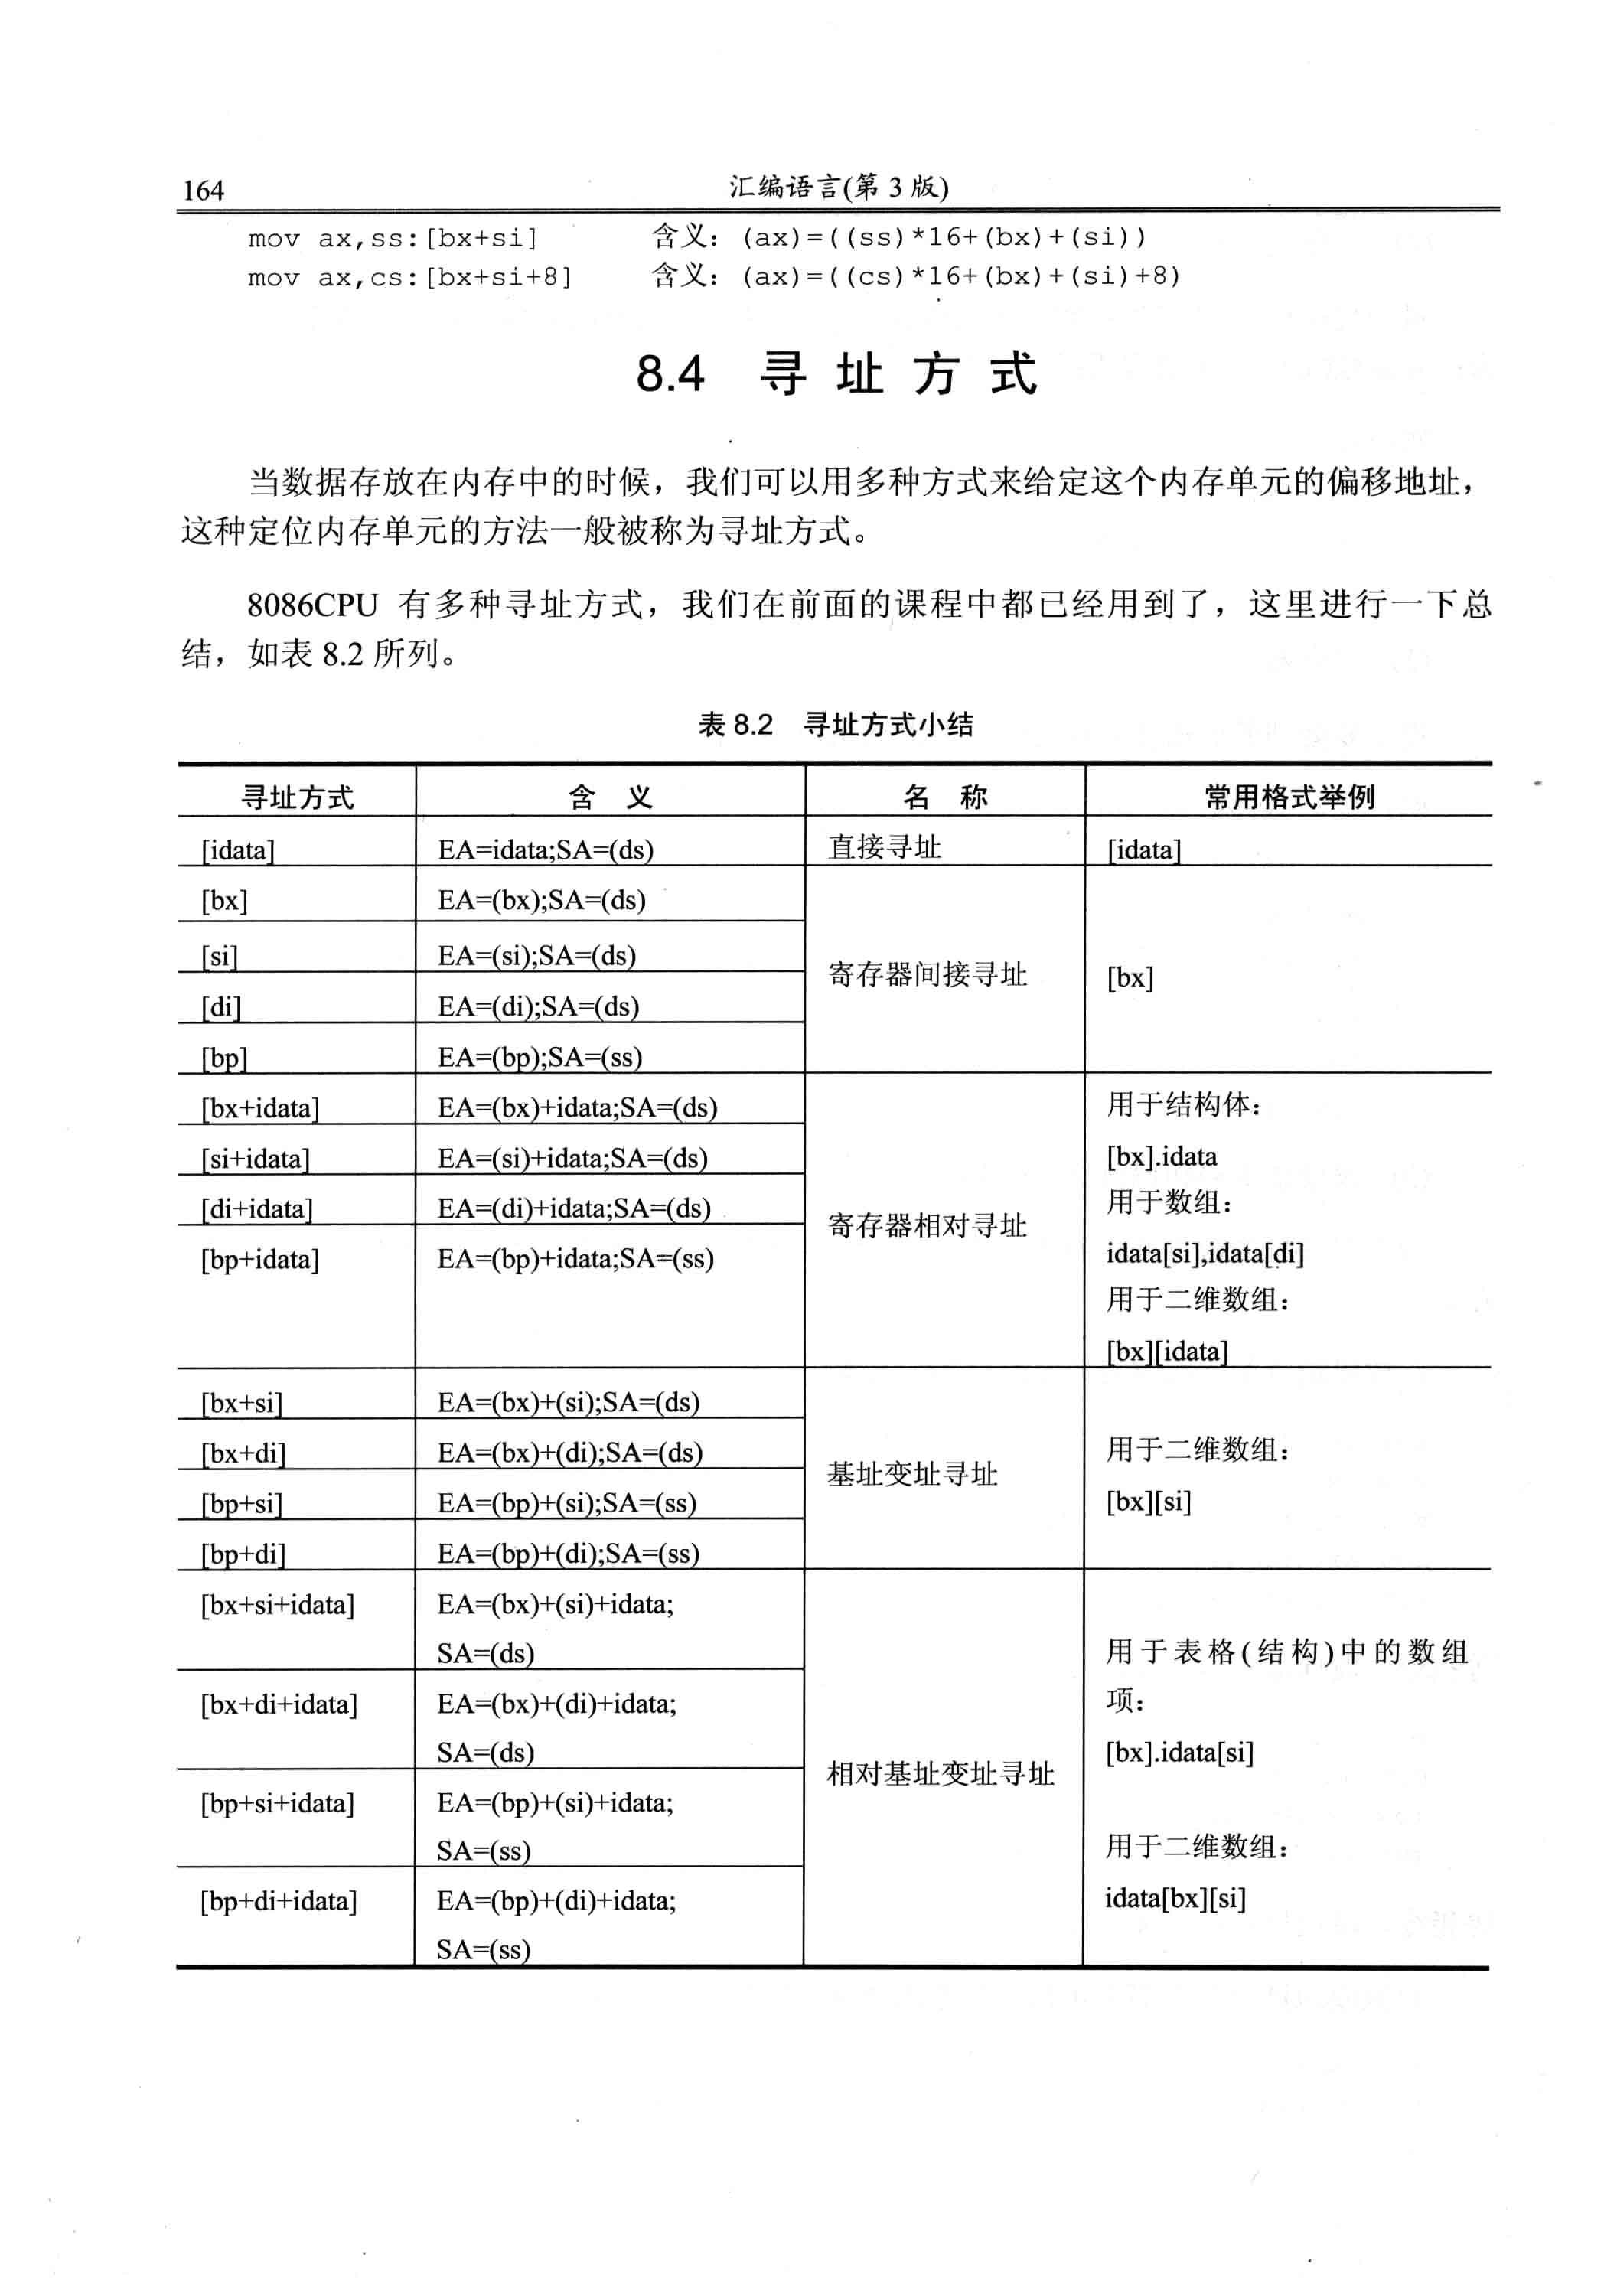 164
汇编语言(第 3 版)
mov ax,ss:[bx+si] 含义：(ax)=((ss)*16+(bx)+(si))
mov ax,cs:[bx+si+8] 含义：(ax)=((cs)*16+(bx)+(si)+8)
8.4 寻址方式
当数据存放在内存中的时候，我们可以用多种方式来给定这个内存单元的偏移地址，
这种定位内存单元的方法一般被称为寻址方式。
8086CPU 有多种寻址方式，我们在前面的课程中都已经用到了，这里进行一下总
结，如表 8.2 所列。
表 8.2 寻址方式小结
寻址方式 含 义 名 称 常用格式举例
[idata] EA=idata;SA=(ds) 直接寻址 [idata]
[bx] EA=(bx);SA=(ds)
[si] EA=(si);SA=(ds)
寄存器间接寻址 [bx]
[di] EA=(di);SA=(ds)
[bp] EA=(bp);SA=(ss)
[bx+idata] EA=(bx)+idata;SA=(ds) 用于结构体：
[si+idata] EA=(si)+idata;SA=(ds) [bx].idata
[di+idata] EA=(di)+idata;SA=(ds) 用于数组：
寄存器相对寻址
[bp+idata] EA=(bp)+idata;SA=(ss) idata[si],idata[di]
用于二维数组：
[bx][idata]
[bx+si] EA=(bx)+(si);SA=(ds)
[bx+di] EA=(bx)+(di);SA=(ds) 用于二维数组：
基址变址寻址
[bp+si] EA=(bp)+(si);SA=(ss) [bx][si]
[bp+di] EA=(bp)+(di);SA=(ss)
[bx+si+idata] EA=(bx)+(si)+idata;
SA=(ds) 用于表格(结构)中的数组
[bx+di+idata] EA=(bx)+(di)+idata; 项：
SA=(ds) [bx].idata[si]
相对基址变址寻址
[bp+si+idata] EA=(bp)+(si)+idata;
SA=(ss) 用于二维数组：
[bp+di+idata] EA=(bp)+(di)+idata; idata[bx][si]
SA=(ss)